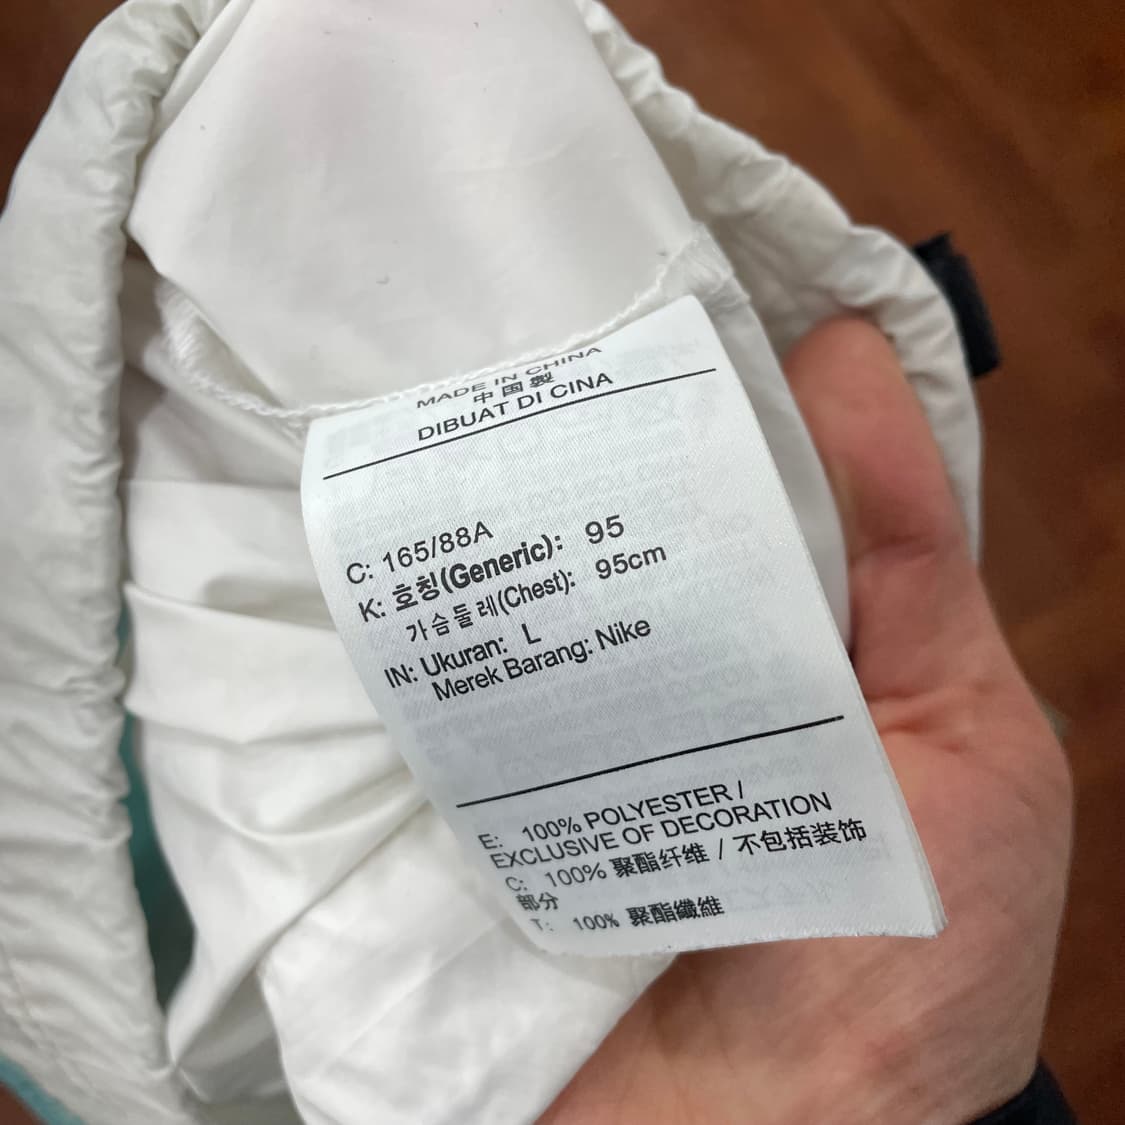 MADE IN CHINA
中国製
DIBUAT DI CINA
C: 165/88A
K: 호칭(Generic): 95
가슴둘레(Chest): 95cm
IN: Ukuran: L
Merek Barang: Nike
E: 100% POLYESTER /
EXCLUSIVE OF DECORATION
C: 100% 聚酯纤维 / 不包括装饰
部分
T: 100% 聚酯纖維